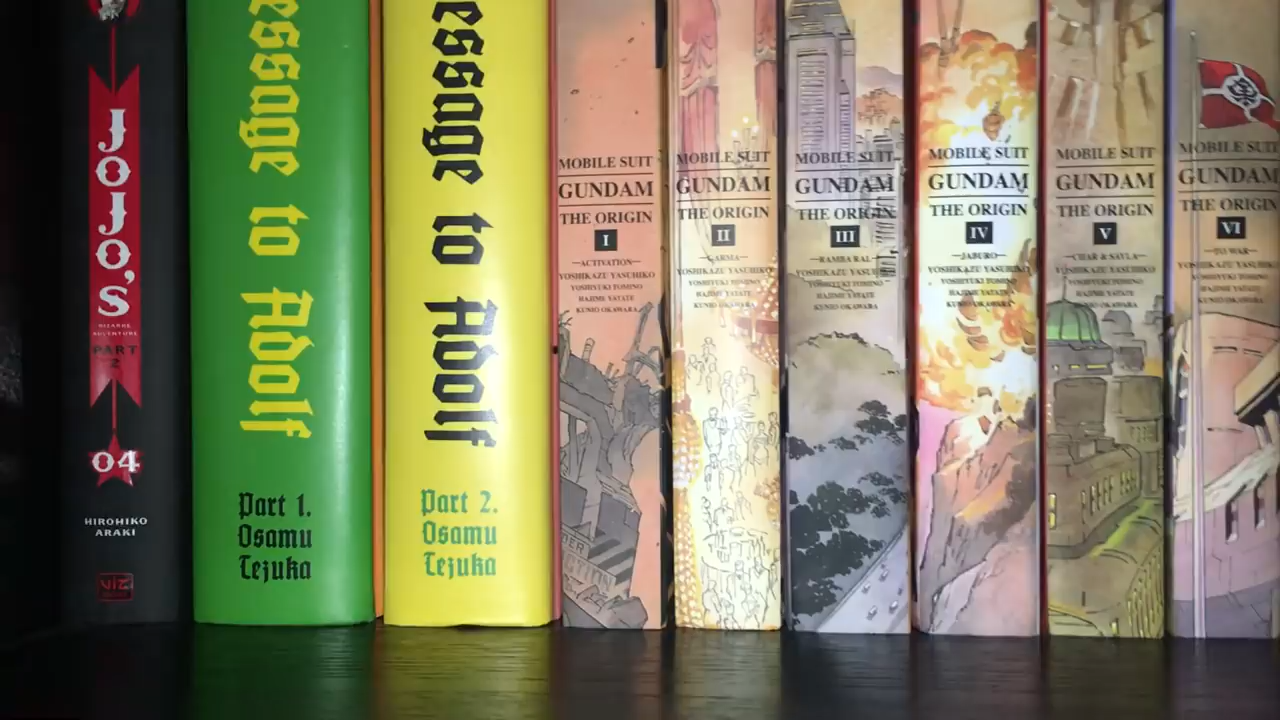 JOJO'S
BIZARRE
ADVENTURE
PART
2
04
HIROHIKO
ARAKI
VIZ
essage to Adolf
Part 1.
Osamu
Tezuka
essage to Adolf
Part 2.
Osamu
Tezuka
MOBILE SUIT
GUNDAM
THE ORIGIN
I
—ACTIVATION—
YOSHIKAZU YASUHIKO
YOSHIYUKI TOMINO
HAJIME YATATE
KUNIO OKAWARA
MOBILE SUIT
GUNDAM
THE ORIGIN
II
—GARMA—
YOSHIKAZU YASUHIKO
YOSHIYUKI TOMINO
HAJIME YATATE
KUNIO OKAWARA
MOBILE SUIT
GUNDAM
THE ORIGIN
III
—RAMBA RAL—
YOSHIKAZU YASUHIKO
YOSHIYUKI TOMINO
HAJIME YATATE
KUNIO OKAWARA
MOBILE SUIT
GUNDAM
THE ORIGIN
IV
—JABURO—
YOSHIKAZU YASUHIKO
YOSHIYUKI TOMINO
HAJIME YATATE
KUNIO OKAWARA
MOBILE SUIT
GUNDAM
THE ORIGIN
V
—CHAR & SAYLA—
YOSHIKAZU YASUHIKO
YOSHIYUKI TOMINO
HAJIME YATATE
KUNIO OKAWARA
MOBILE SUIT
GUNDAM
THE ORIGIN
VI
—TO WAR—
YOSHIKAZU YASUHIKO
YOSHIYUKI TOMINO
HAJIME YATATE
KUNIO OKAWARA